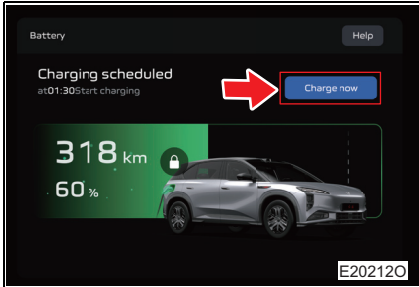 Battery
Help
Charging scheduled
at01:30Start charging
Charge now
318 km
60 %
E20212O